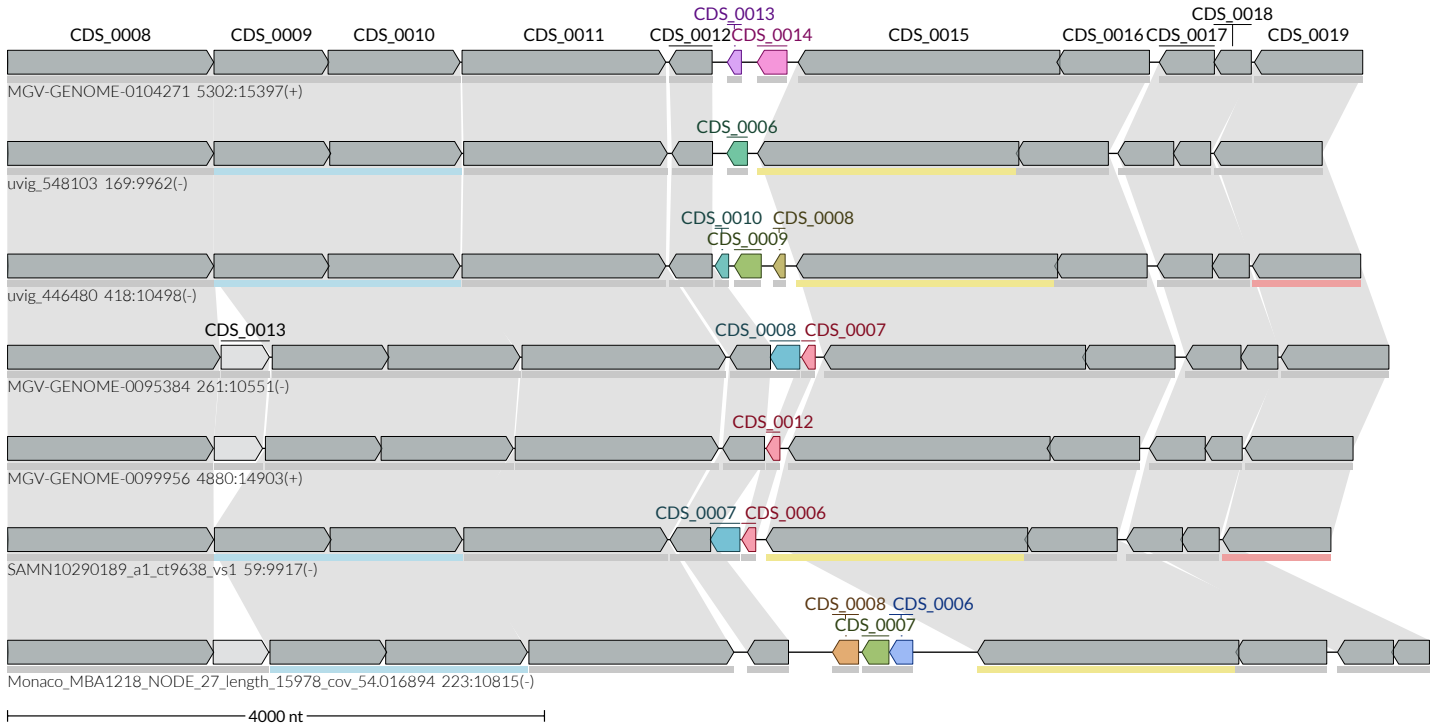 CDS_0018
CDS_0013
CDS_0008 CDS_0009 CDS_0010 CDS_0011 CDS_0012 CDS_0014 CDS_0015 CDS_0016 CDS_0017 CDS_0019
MGV-GENOME-0104271 5302:15397(+)
CDS_0006
uvig_548103 169:9962(-)
CDS_0010 CDS_0008
CDS_0009
uvig_446480 418:10498(-)
CDS_0013 CDS_0008 CDS_0007
MGV-GENOME-0095384 261:10551(-)
CDS_0012
MGV-GENOME-0099956 4880:14903(+)
CDS_0007 CDS_0006
SAMN10290189_a1_ct9638_vs1 59:9917(-)
CDS_0008 CDS_0006
CDS_0007
Monaco_MBA1218_NODE_27_length_15978_cov_54.016894 223:10815(-)
4000 nt